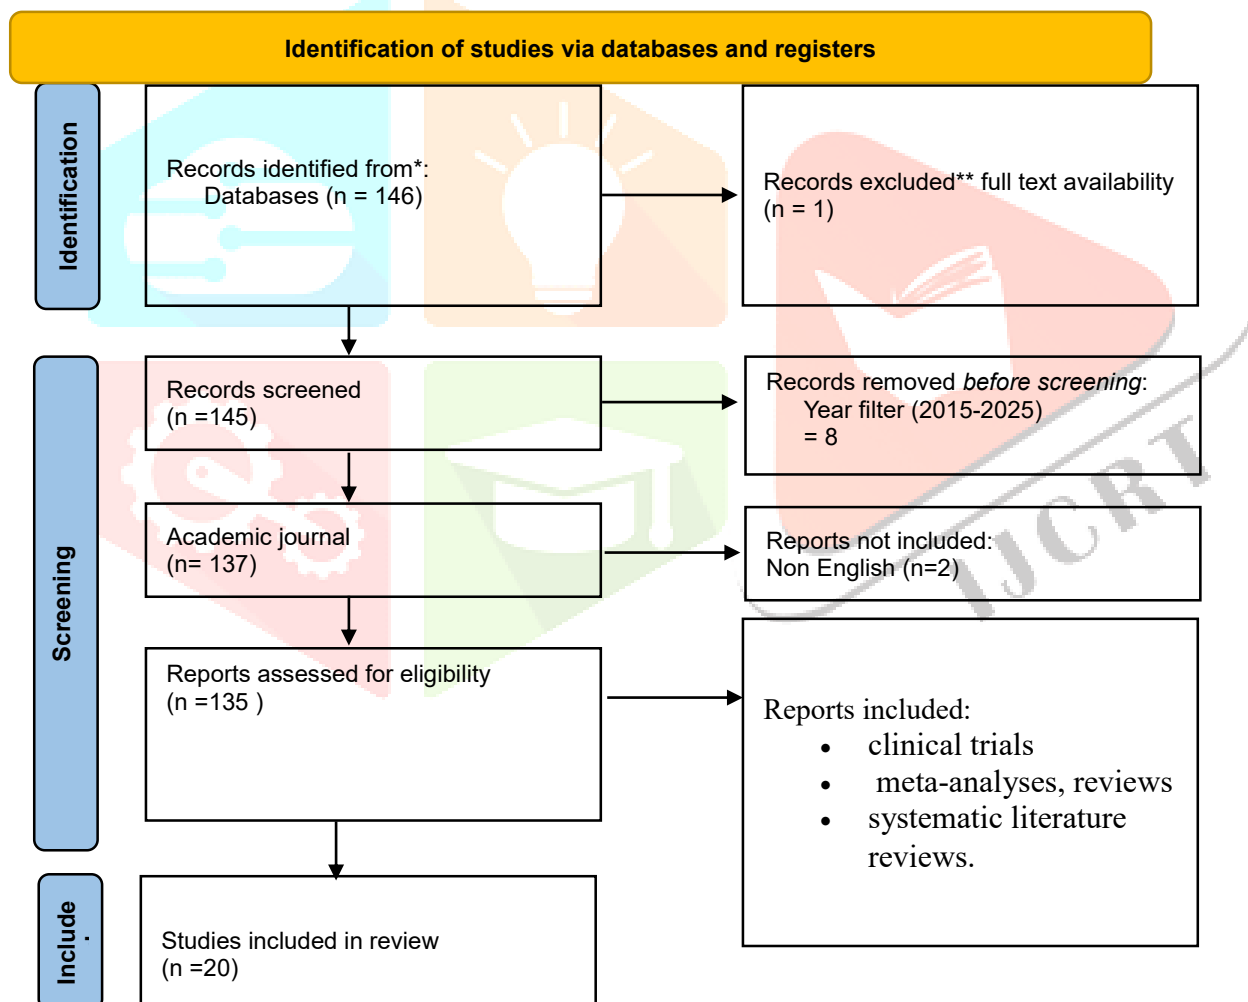 Identification of studies via databases and registers
Identification
Records identified from*:
Databases (n = 146)
Records excluded** full text availability
(n = 1)
Screening
Records screened
(n =145)
Records removed before screening:
Year filter (2015-2025)
= 8
Academic journal
(n= 137)
Reports not included:
Non English (n=2)
Reports assessed for eligibility
(n =135 )
Reports included:
• clinical trials
• meta-analyses, reviews
• systematic literature
reviews.
Include
Studies included in review
(n =20)
IJCRT